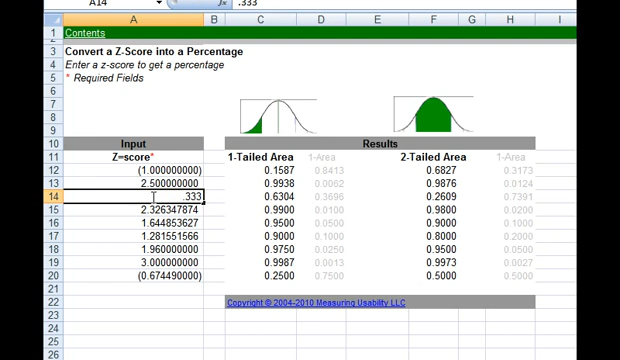 A14 fx .333
A B C D E F G H I
1 Contents
2
3 Convert a Z-Score into a Percentage
4 Enter a z-score to get a percentage
5 * Required Fields
6
7
8
9
10 Input Results
11 Z=score* 1-Tailed Area 1-Area 2-Tailed Area 1-Area
12 (1.000000000) 0.1587 0.8413 0.6827 0.3173
13 2.500000000 0.9938 0.0062 0.9876 0.0124
14 .333 0.6304 0.3696 0.2609 0.7391
15 2.326347874 0.9900 0.0100 0.9800 0.0200
16 1.644853627 0.9500 0.0500 0.9000 0.1000
17 1.281551566 0.9000 0.1000 0.8000 0.2000
18 1.960000000 0.9750 0.0250 0.9500 0.0500
19 3.000000000 0.9987 0.0013 0.9973 0.0027
20 (0.674490000) 0.2500 0.7500 0.5000 0.5000
21
22 Copyright © 2004-2010 Measuring Usability LLC
23
24
25
26